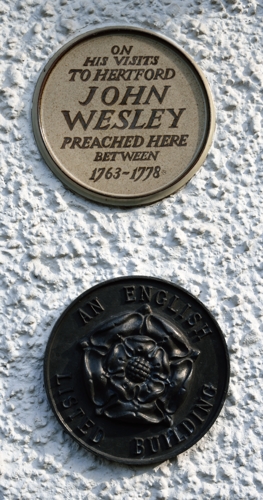 ON
HIS VISITS
TO HERTFORD
JOHN
WESLEY
PREACHED HERE
BETWEEN
1763-1778
AN ENGLISH
LISTED BUILDING